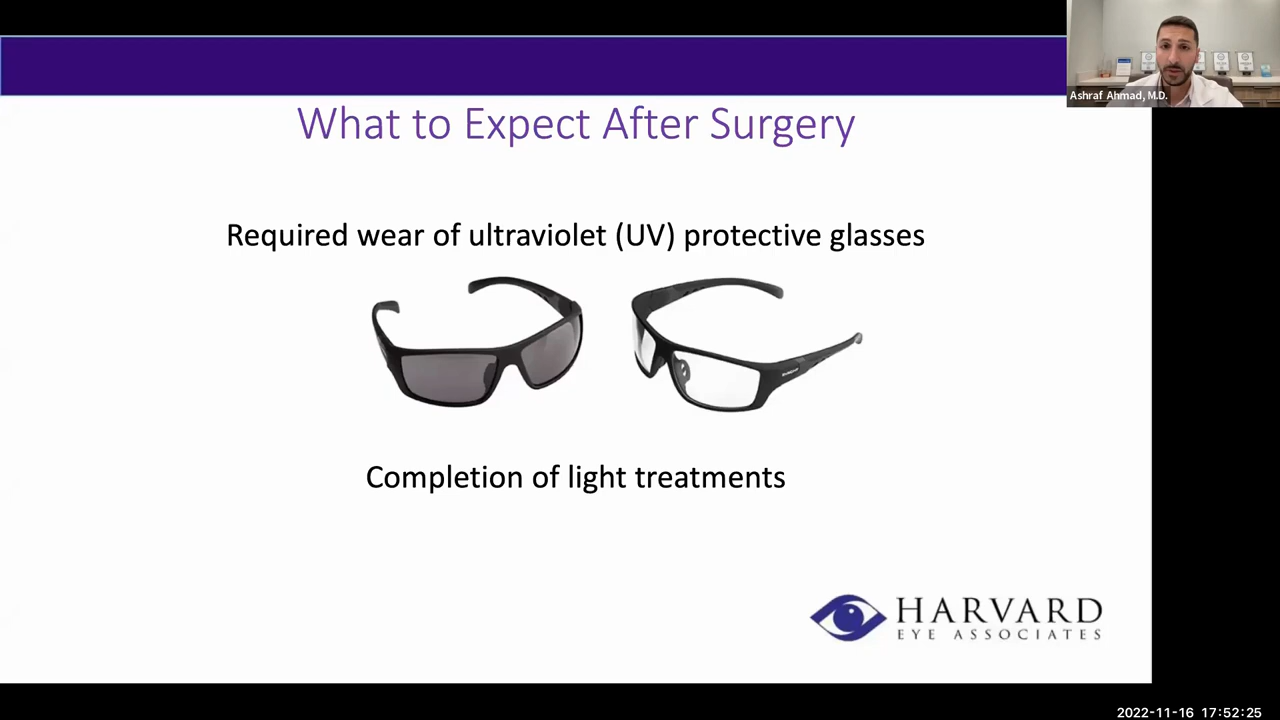 Ashraf Ahmad, M.D.
What to Expect After Surgery
Required wear of ultraviolet (UV) protective glasses
Completion of light treatments
HARVARD
EYE ASSOCIATES
2022-11-16 17:52:25